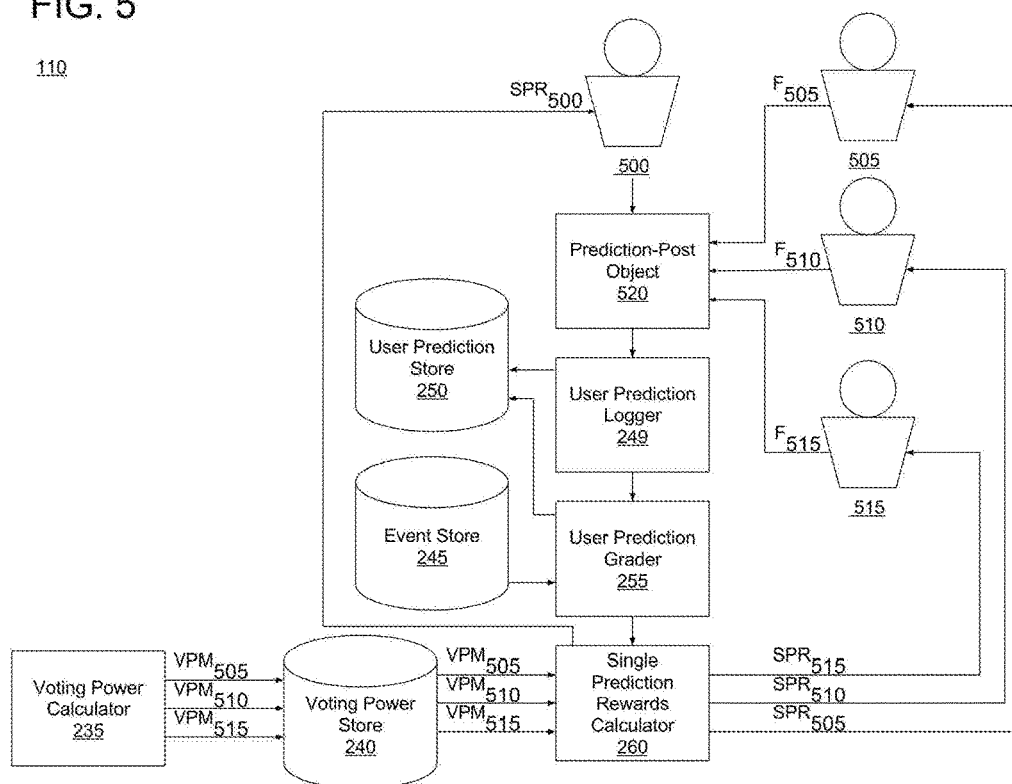 FIG. 5
110
SPR500
500
F505
505
Prediction-Post
Object
520
F510
510
User Prediction
Store
250
User Prediction
Logger
249
F515
515
Event Store
245
User Prediction
Grader
255
Voting Power
Calculator
235
VPM505
VPM510
VPM515
Voting Power
Store
240
VPM505
VPM510
VPM515
Single
Prediction
Rewards
Calculator
260
SPR515
SPR510
SPR505